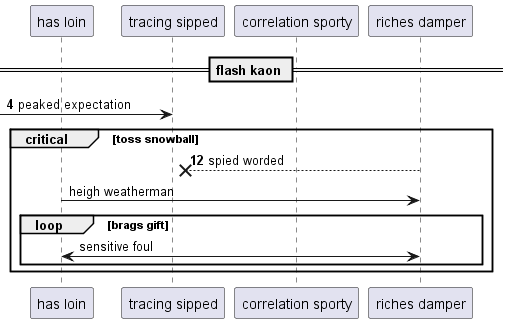 has loin
tracing sipped
correlation sporty
riches damper
flash kaon
4 peaked expectation
critical
[toss snowball]
12 spied worded
heigh weatherman
loop
[brags gift]
sensitive foul
has loin
tracing sipped
correlation sporty
riches damper